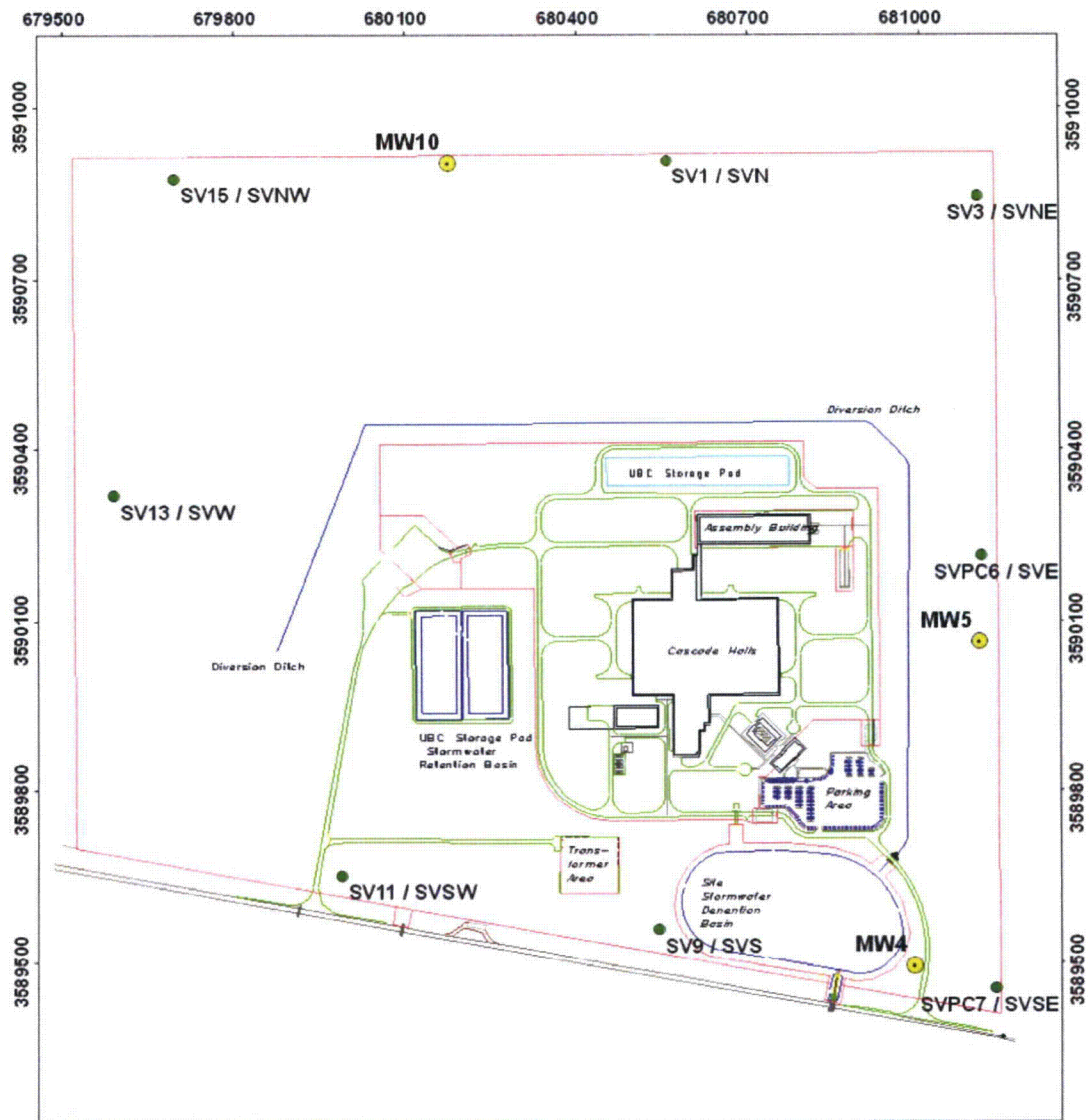 679500 679800 680100 680400 680700 681000
3591000
3591000
MW10
SV1 / SVN
SV15 / SVNW
SV3 / SVNE
3590700
3590700
Diversion Ditch
3590400
3590400
UBC Storage Pad
SV13 / SVW
Assembly Building
SVPC6 / SVE
MW5
3590100
3590100
Cascade Halls
Diversion Ditch
UBC Storage Pad
Stormwater
Retention Basin
3589800
3589800
Parking
Area
Trans-
former
Area
SV11 / SVSW
Site
Stormwater
Detention
Basin
SV9 / SVS
MW4
3589500
3589500
SVPC7 / SVSE